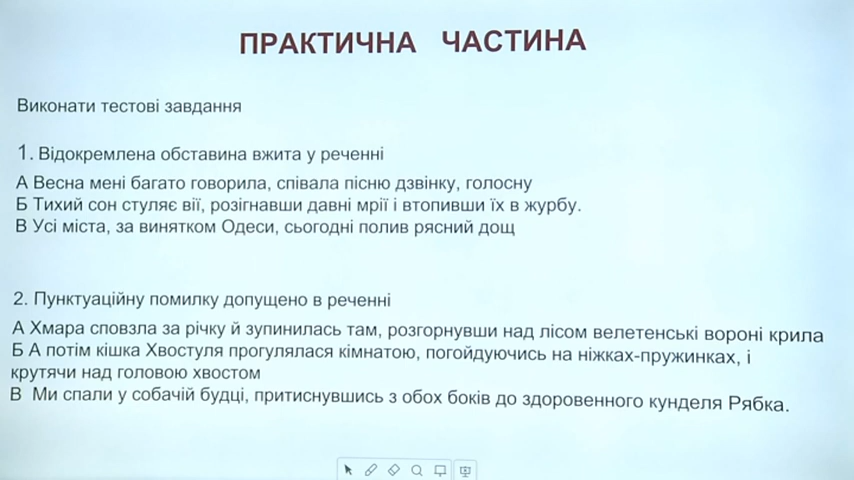 ПРАКТИЧНА ЧАСТИНА
Виконати тестові завдання
1. Відокремлена обставина вжита у реченні
А Весна мені багато говорила, співала пісню дзвінку, голосну
Б Тихий сон стуляє вії, розігнавши давні мрії і втопивши їх в журбу.
В Усі міста, за винятком Одеси, сьогодні полив рясний дощ
2. Пунктуаційну помилку допущено в реченні
А Хмара сповзла за річку й зупинилась там, розгорнувши над лісом велетенські вороні крила
Б А потім кішка Хвостуля прогулялася кімнатою, погойдуючись на ніжках-пружинках, і
крутячи над головою хвостом
В Ми спали у собачій будці, притиснувшись з обох боків до здоровенного кунделя Рябка.